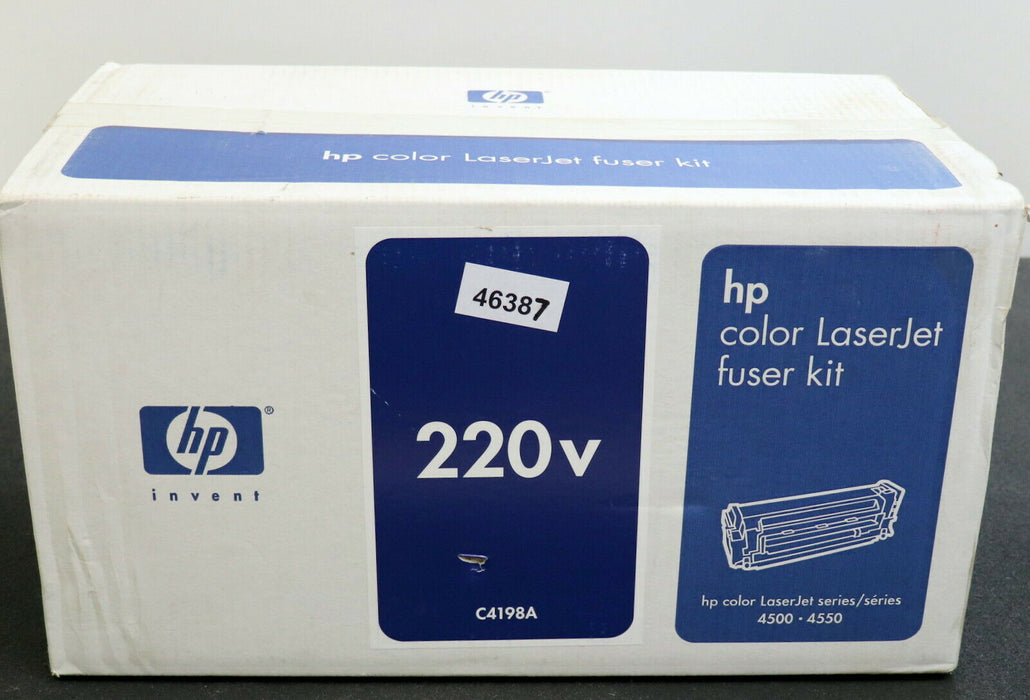 hp
invent
hp color LaserJet fuser kit
46387
220v
C4198A
hp
invent
®
hp
color LaserJet
fuser kit
hp color LaserJet series/séries
4500 • 4550